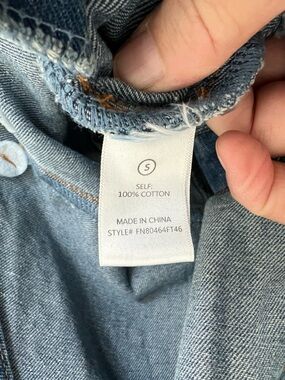 S
SELF:
100% COTTON
MADE IN CHINA
STYLE# FN80464FT46